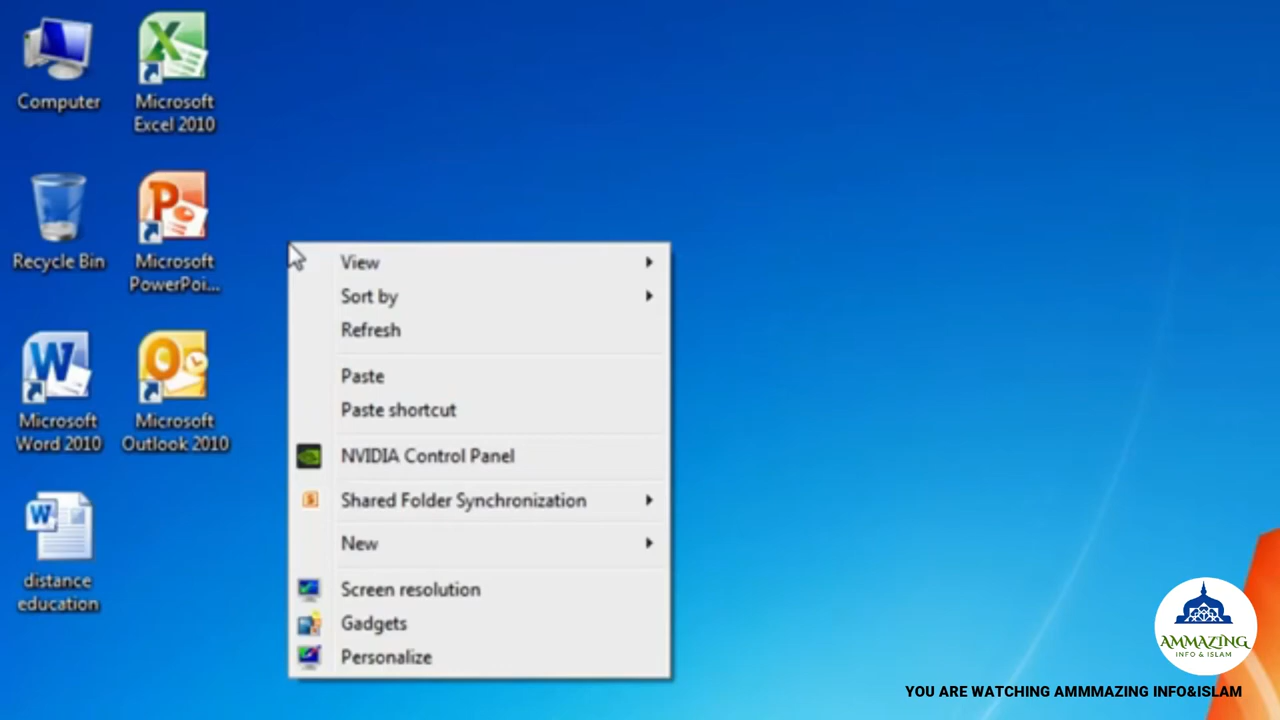 Computer
Microsoft
Excel 2010
Recycle Bin
Microsoft
PowerPoi...
Microsoft
Word 2010
Microsoft
Outlook 2010
distance
education
View
Sort by
Refresh
Paste
Paste shortcut
NVIDIA Control Panel
Shared Folder Synchronization
New
Screen resolution
Gadgets
Personalize
AMMAZING
INFO & ISLAM
YOU ARE WATCHING AMMMAZING INFO&ISLAM